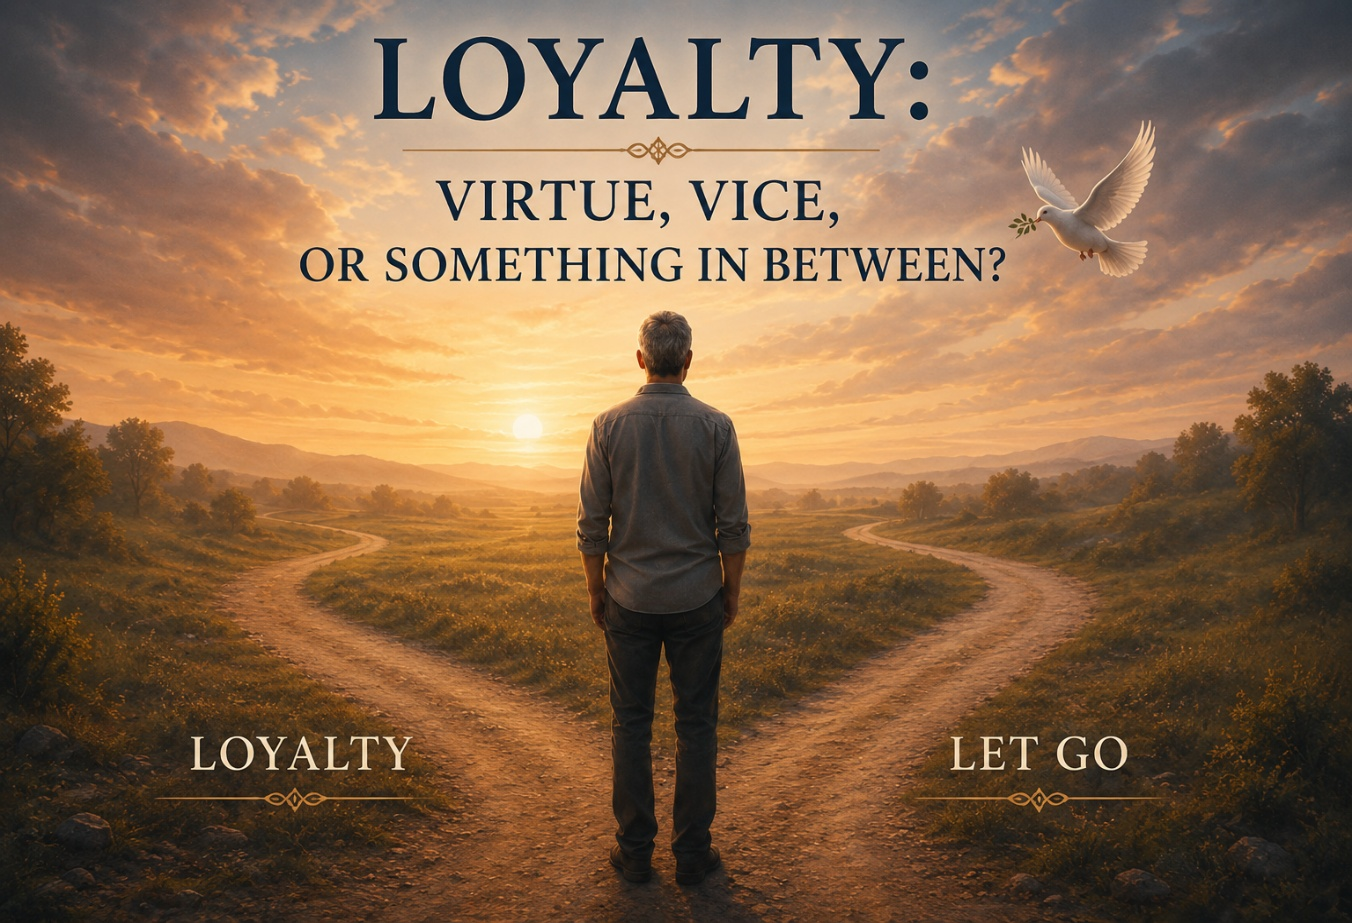 LOYALTY:
VIRTUE, VICE,
OR SOMETHING IN BETWEEN?
LOYALTY
LET GO